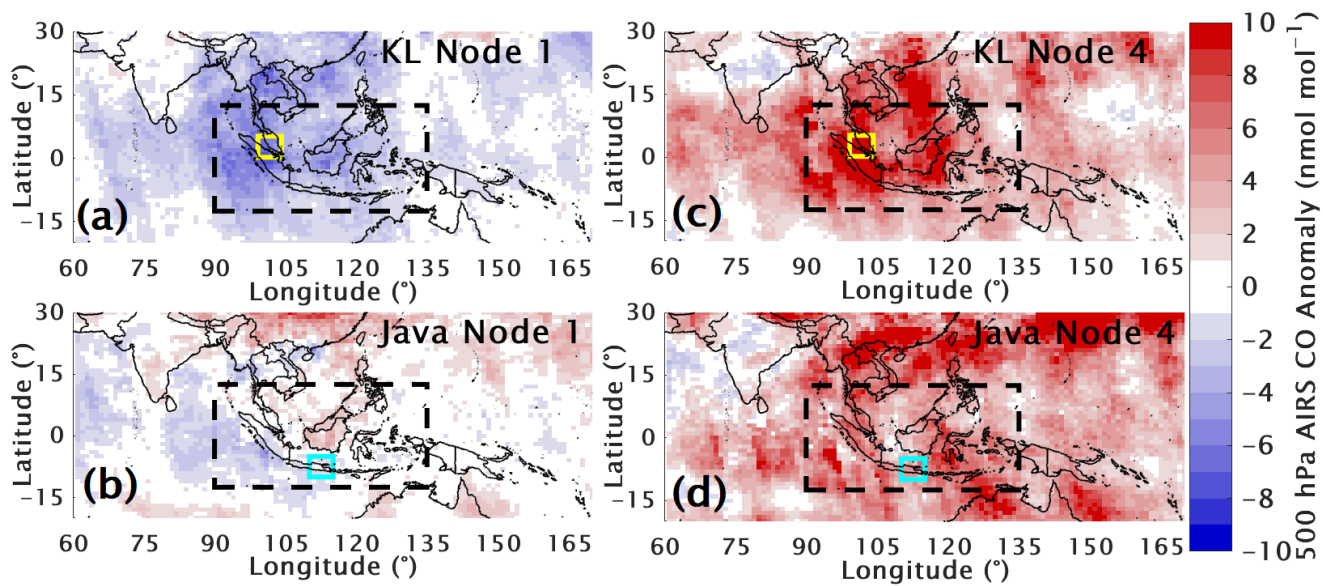 30
15
0
−15
Latitude (°)
KL Node 1
(a)
60 75 90 105 120 135 150 165
Longitude (°)
30
15
0
−15
Latitude (°)
KL Node 4
(c)
60 75 90 105 120 135 150 165
Longitude (°)
30
15
0
−15
Latitude (°)
Java Node 1
(b)
60 75 90 105 120 135 150 165
Longitude (°)
30
15
0
−15
Latitude (°)
Java Node 4
(d)
60 75 90 105 120 135 150 165
Longitude (°)
10
8
6
4
2
0
−2
−4
−6
−8
−10
500 hPa AIRS CO Anomaly (nmol mol⁻¹)